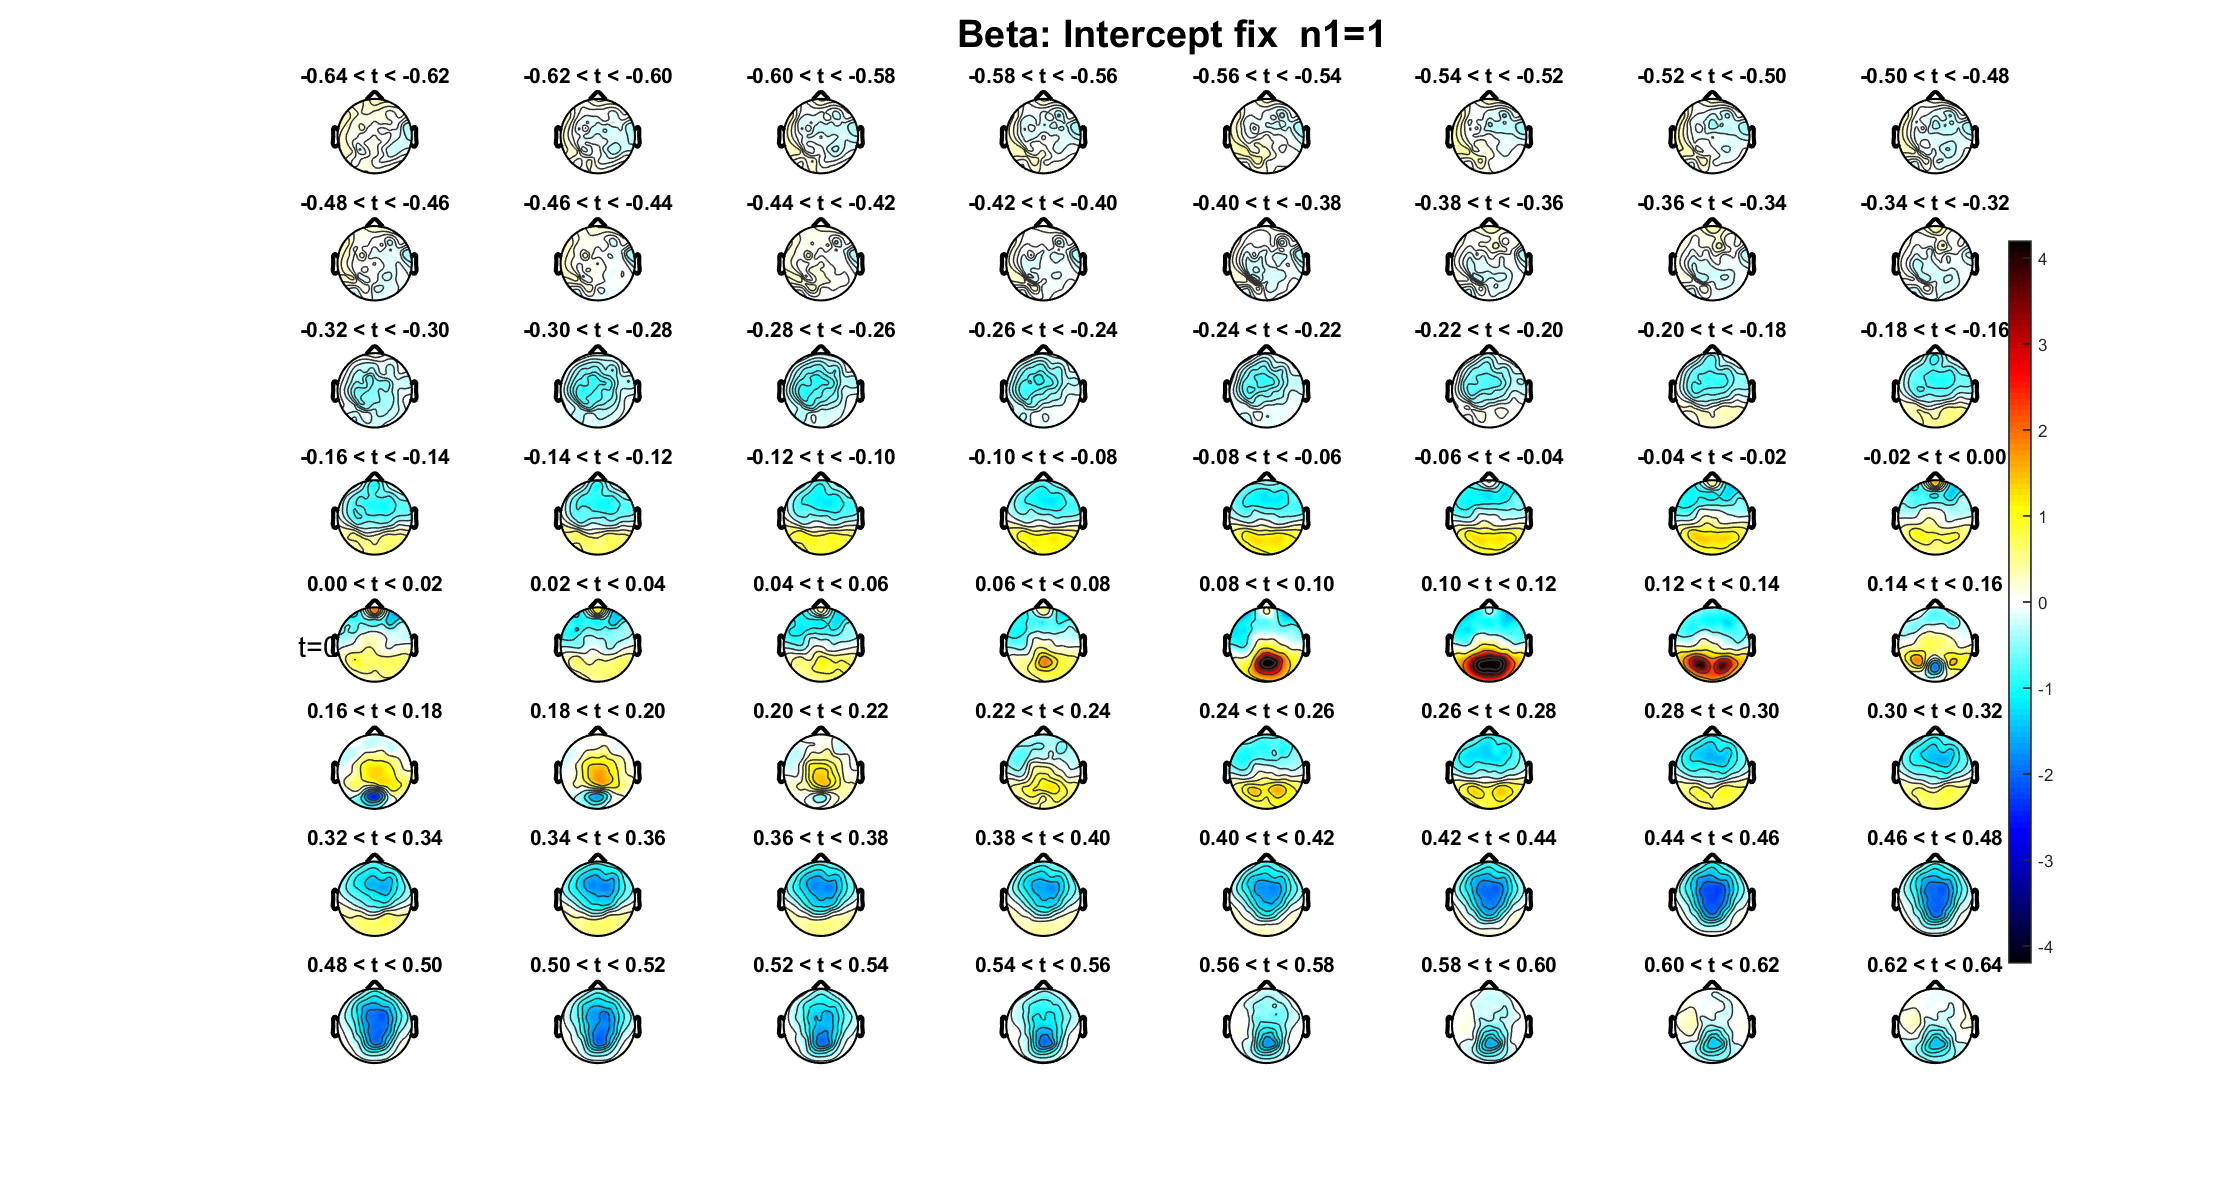 Beta: Intercept fix  n1=1
-0.64 < t < -0.62 -0.62 < t < -0.60 -0.60 < t < -0.58 -0.58 < t < -0.56 -0.56 < t < -0.54 -0.54 < t < -0.52 -0.52 < t < -0.50 -0.50 < t < -0.48
-0.48 < t < -0.46 -0.46 < t < -0.44 -0.44 < t < -0.42 -0.42 < t < -0.40 -0.40 < t < -0.38 -0.38 < t < -0.36 -0.36 < t < -0.34 -0.34 < t < -0.32
-0.32 < t < -0.30 -0.30 < t < -0.28 -0.28 < t < -0.26 -0.26 < t < -0.24 -0.24 < t < -0.22 -0.22 < t < -0.20 -0.20 < t < -0.18 -0.18 < t < -0.16
-0.16 < t < -0.14 -0.14 < t < -0.12 -0.12 < t < -0.10 -0.10 < t < -0.08 -0.08 < t < -0.06 -0.06 < t < -0.04 -0.04 < t < -0.02 -0.02 < t < 0.00
0.00 < t < 0.02 0.02 < t < 0.04 0.04 < t < 0.06 0.06 < t < 0.08 0.08 < t < 0.10 0.10 < t < 0.12 0.12 < t < 0.14 0.14 < t < 0.16
t=0
0.16 < t < 0.18 0.18 < t < 0.20 0.20 < t < 0.22 0.22 < t < 0.24 0.24 < t < 0.26 0.26 < t < 0.28 0.28 < t < 0.30 0.30 < t < 0.32
0.32 < t < 0.34 0.34 < t < 0.36 0.36 < t < 0.38 0.38 < t < 0.40 0.40 < t < 0.42 0.42 < t < 0.44 0.44 < t < 0.46 0.46 < t < 0.48
0.48 < t < 0.50 0.50 < t < 0.52 0.52 < t < 0.54 0.54 < t < 0.56 0.56 < t < 0.58 0.58 < t < 0.60 0.60 < t < 0.62 0.62 < t < 0.64
4
3
2
1
0
-1
-2
-3
-4